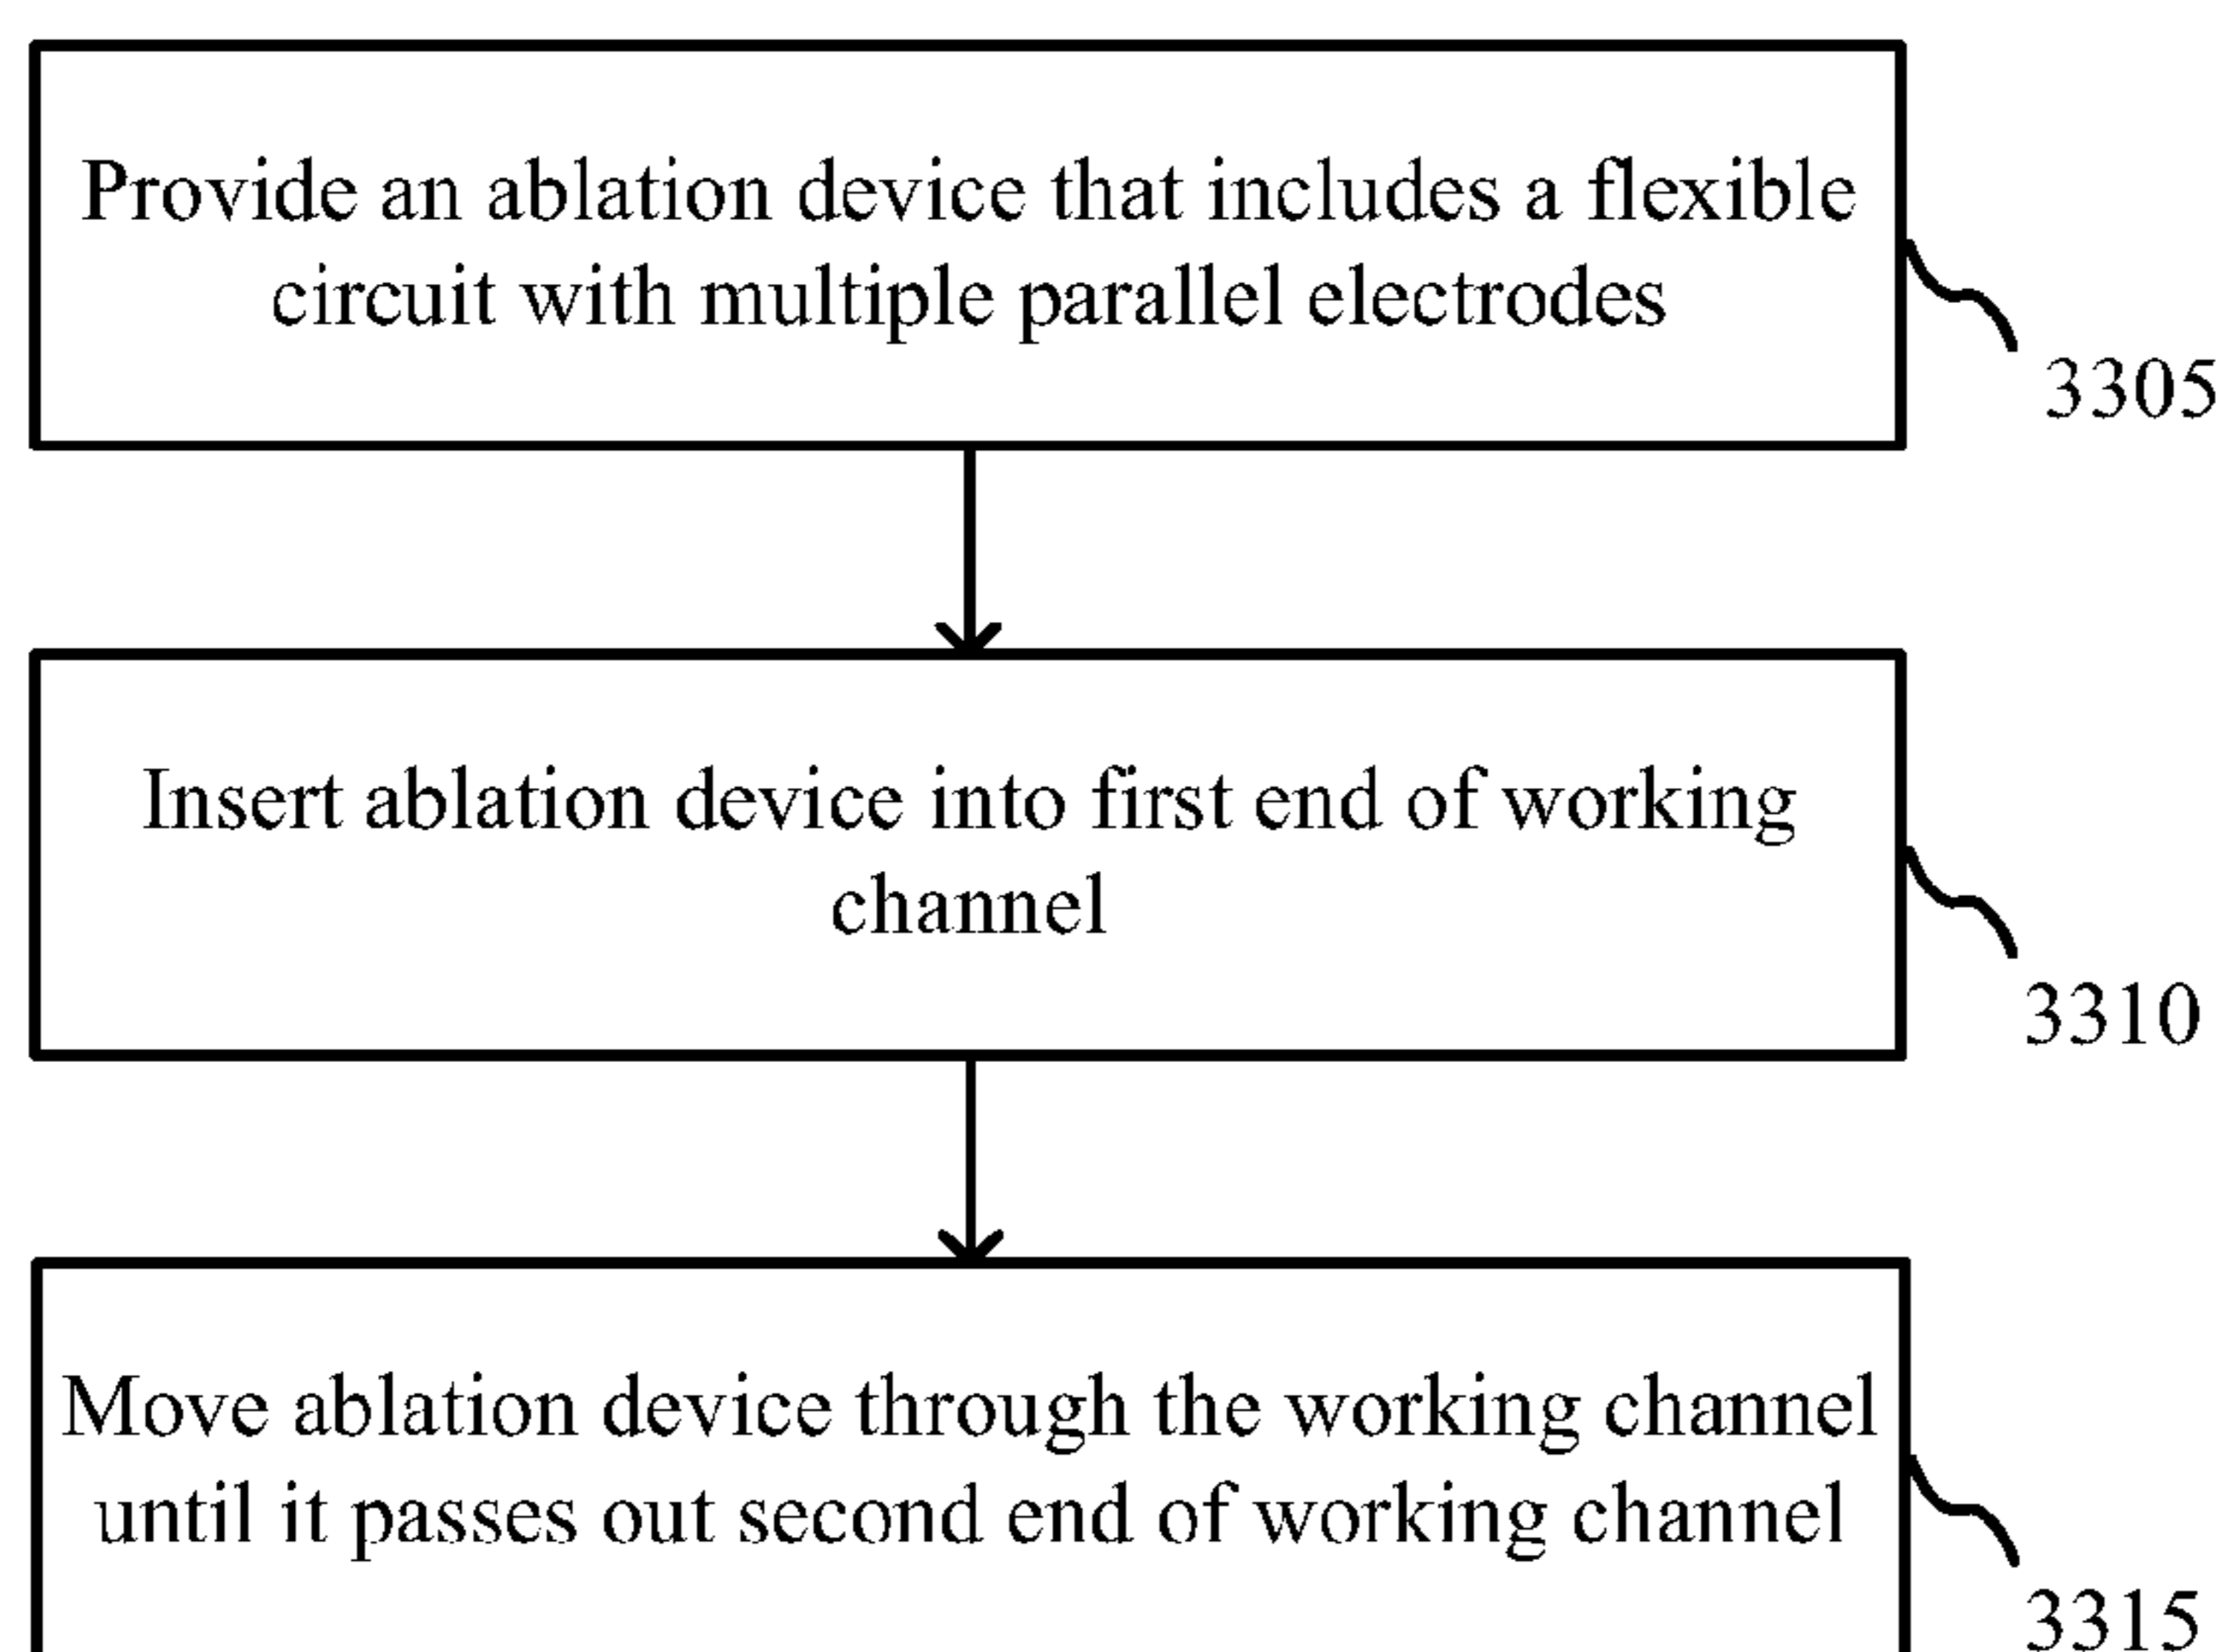 Provide an ablation device that includes a flexible
circuit with multiple parallel electrodes
3305
Insert ablation device into first end of working
channel
3310
Move ablation device through the working channel
until it passes out second end of working channel
3315